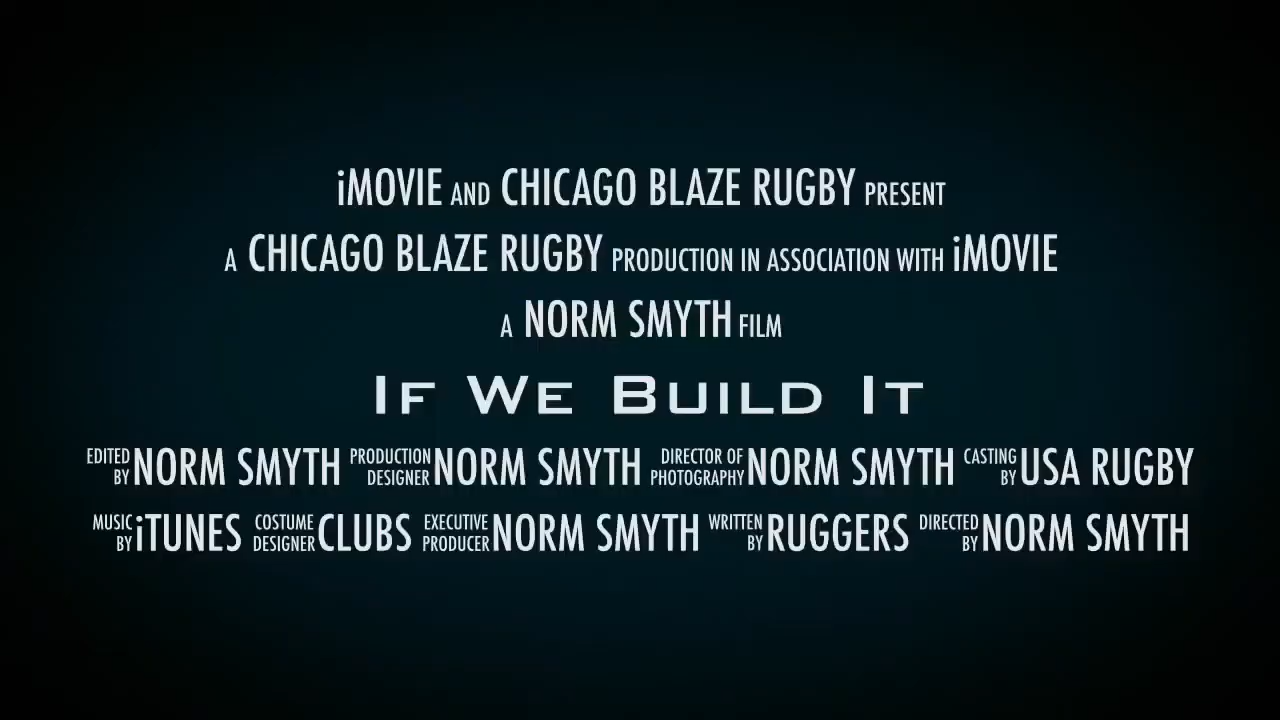 iMOVIE AND CHICAGO BLAZE RUGBY PRESENT
A CHICAGO BLAZE RUGBY PRODUCTION IN ASSOCIATION WITH iMOVIE
A NORM SMYTH FILM
IF WE BUILD IT
EDITED BY NORM SMYTH PRODUCTION DESIGNER NORM SMYTH DIRECTOR OF PHOTOGRAPHY NORM SMYTH CASTING BY USA RUGBY
MUSIC BY iTUNES COSTUME DESIGNER CLUBS EXECUTIVE PRODUCER NORM SMYTH WRITTEN BY RUGGERS DIRECTED BY NORM SMYTH